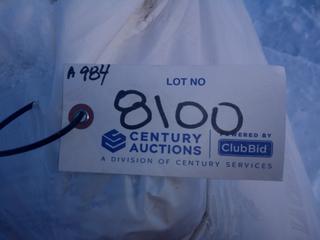 A 984
LOT NO
8100
CENTURY AUCTIONS
POWERED BY
ClubBid
A DIVISION OF CENTURY SERVICES